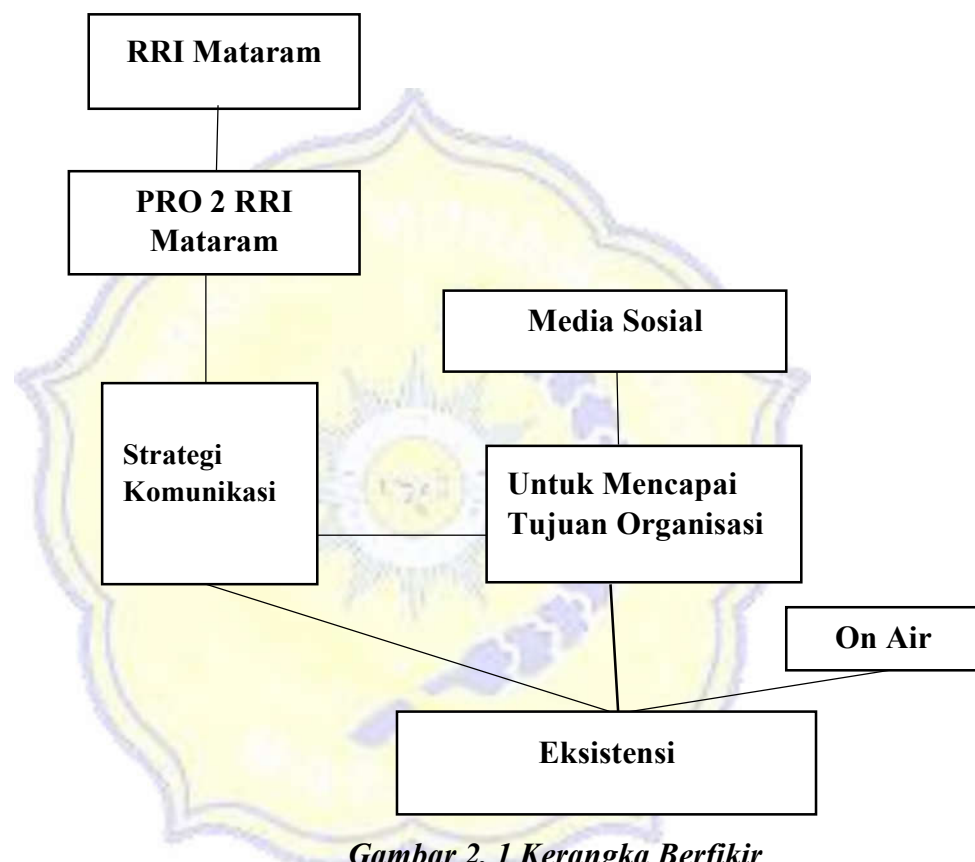 RRI Mataram
PRO 2 RRI
Mataram
Media Sosial
Strategi
Komunikasi
Untuk Mencapai
Tujuan Organisasi
On Air
Eksistensi
Gambar 2. 1 Kerangka Berfikir